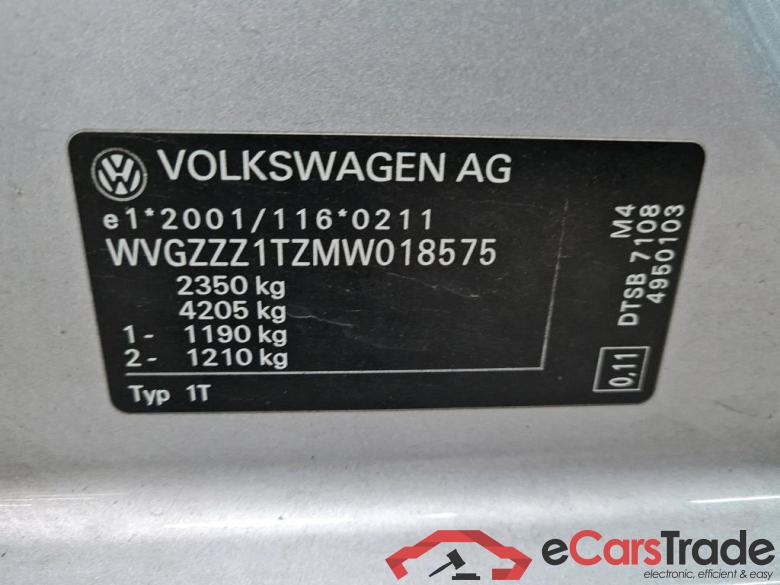 VOLKSWAGEN AG
e1*2001/116*0211
WVGZZZ1TZMW018575
2350 kg
4205 kg
1- 1190 kg
2- 1210 kg
Typ 1T
M4
DTSB 7108
4950103
0,11
eCarsTrade
electronic, efficient & easy